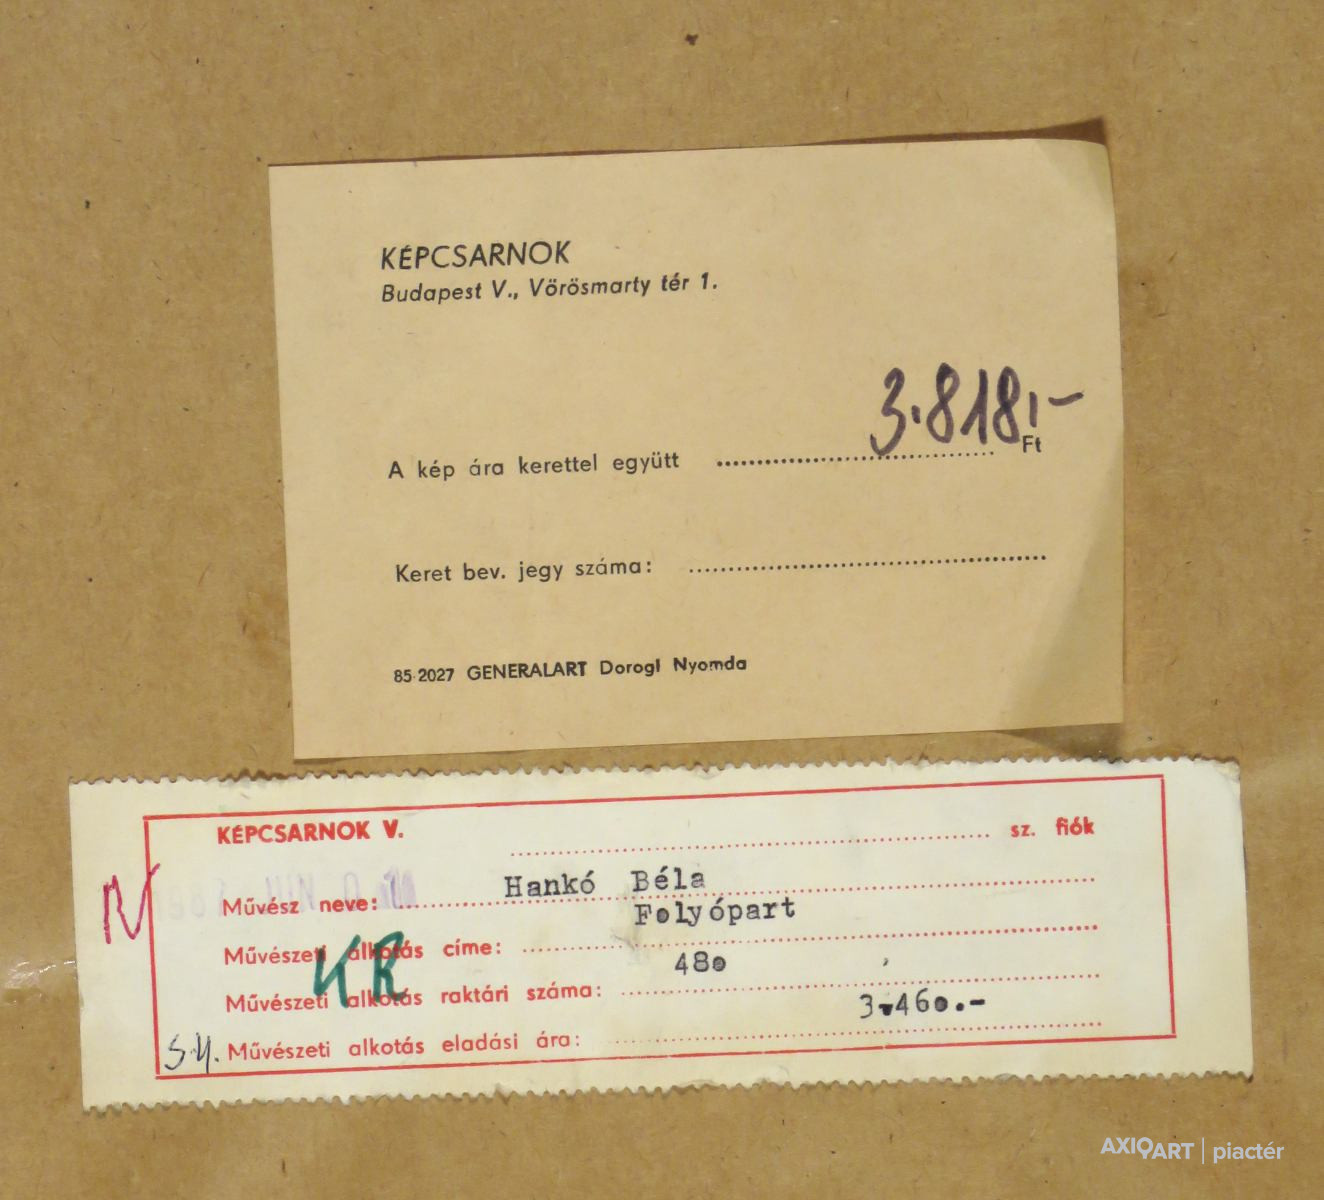 KÉPCSARNOK
Budapest V., Vörösmarty tér 1.
3.818,-
A kép ára kerettel együtt .......... Ft
Keret bev. jegy száma: ..........
85-2027 GENERALART Dorogi Nyomda
KÉPCSARNOK V. .......... sz. fiók
Művész neve: Hankó Béla
Folyópart
Művészeti alkotás címe: ..........
480
Művészeti alkotás raktári száma: ..........
KR
3.460.-
Művészeti alkotás eladási ára: ..........
AXIOART | piactér